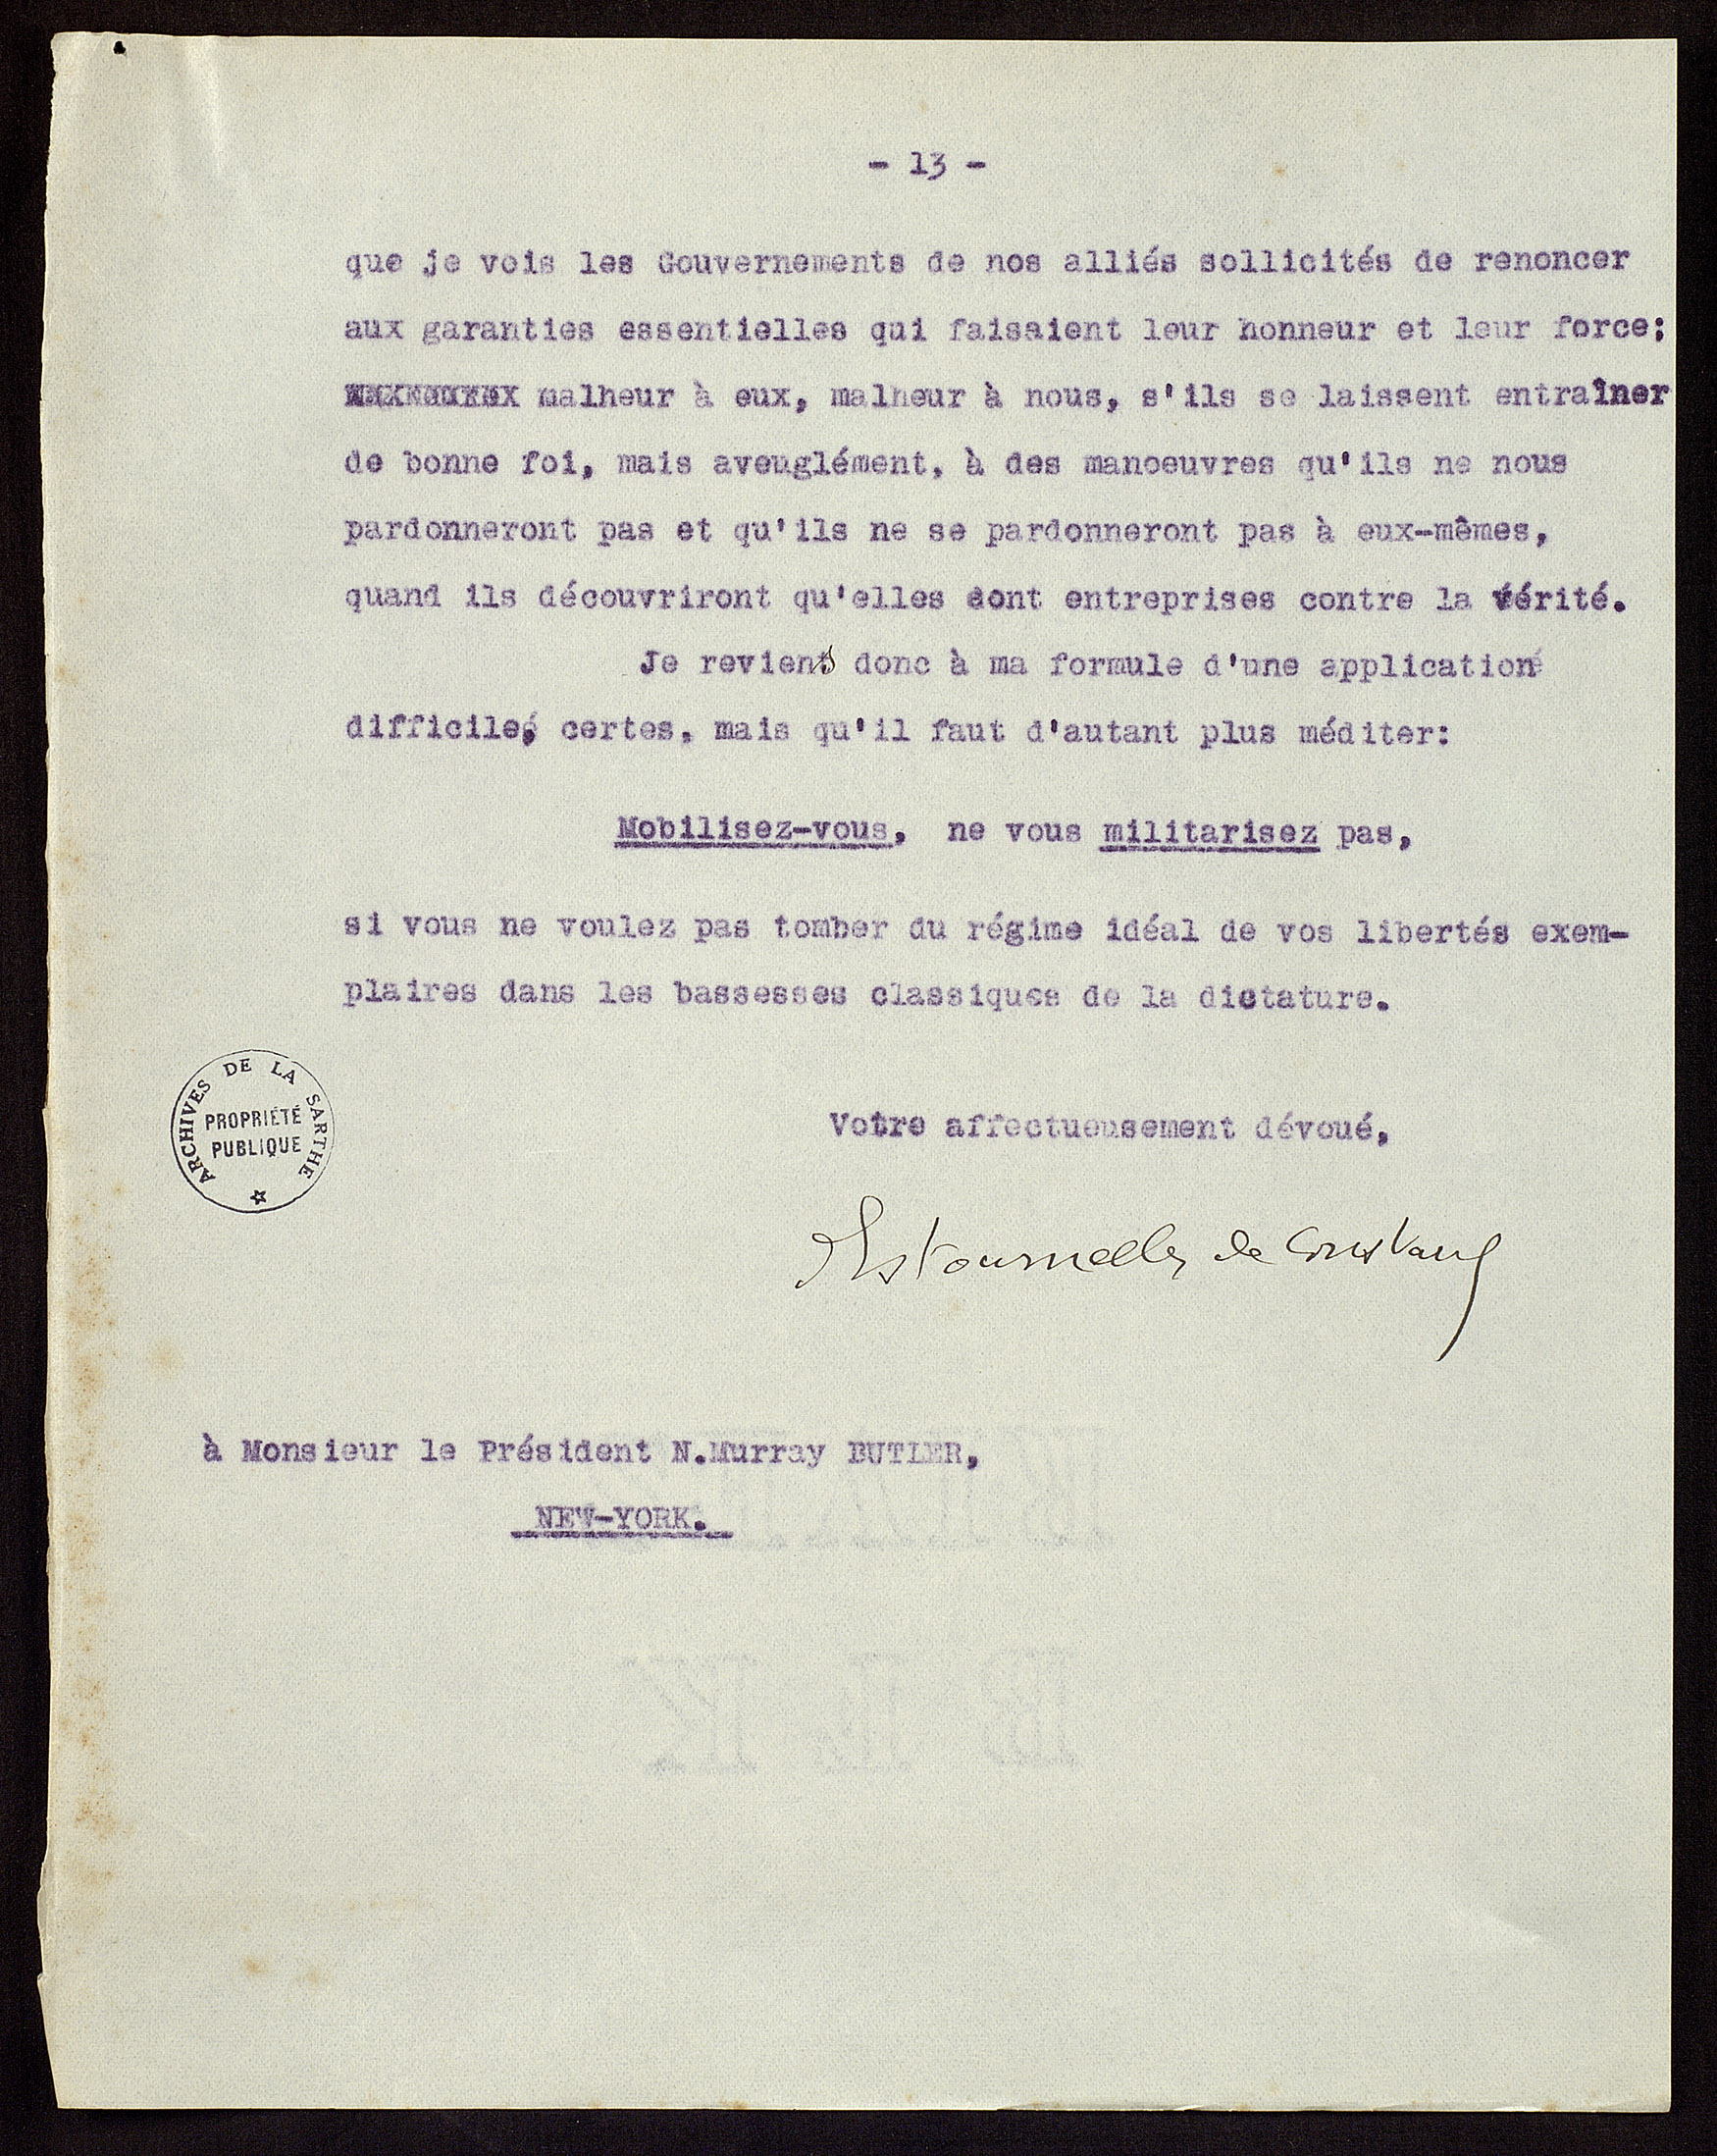 - 13 -
que je vois les Gouvernements de nos alliés sollicités de renoncer
aux garanties essentielles qui faisaient leur honneur et leur force;
malheur à eux, malheur à nous, s'ils se laissent entraîner
de bonne foi, mais aveuglément, à des manoeuvres qu'ils ne nous
pardonneront pas et qu'ils ne se pardonneront pas à eux-mêmes,
quand ils découvriront qu'elles sont entreprises contre la vérité.
Je reviens donc à ma formule d'une application
difficile, certes, mais qu'il faut d'autant plus méditer:
Mobilisez-vous, ne vous militarisez pas,
si vous ne voulez pas tomber du régime idéal de vos libertés exem-
plaires dans les bassesses classiques de la dictature.
ARCHIVES DE LA SARTHE
PROPRIÉTÉ
PUBLIQUE
Votre affectueusement dévoué,
d'Estournelles de Constant
à Monsieur le Président N.Murray BUTLER,
NEW-YORK.